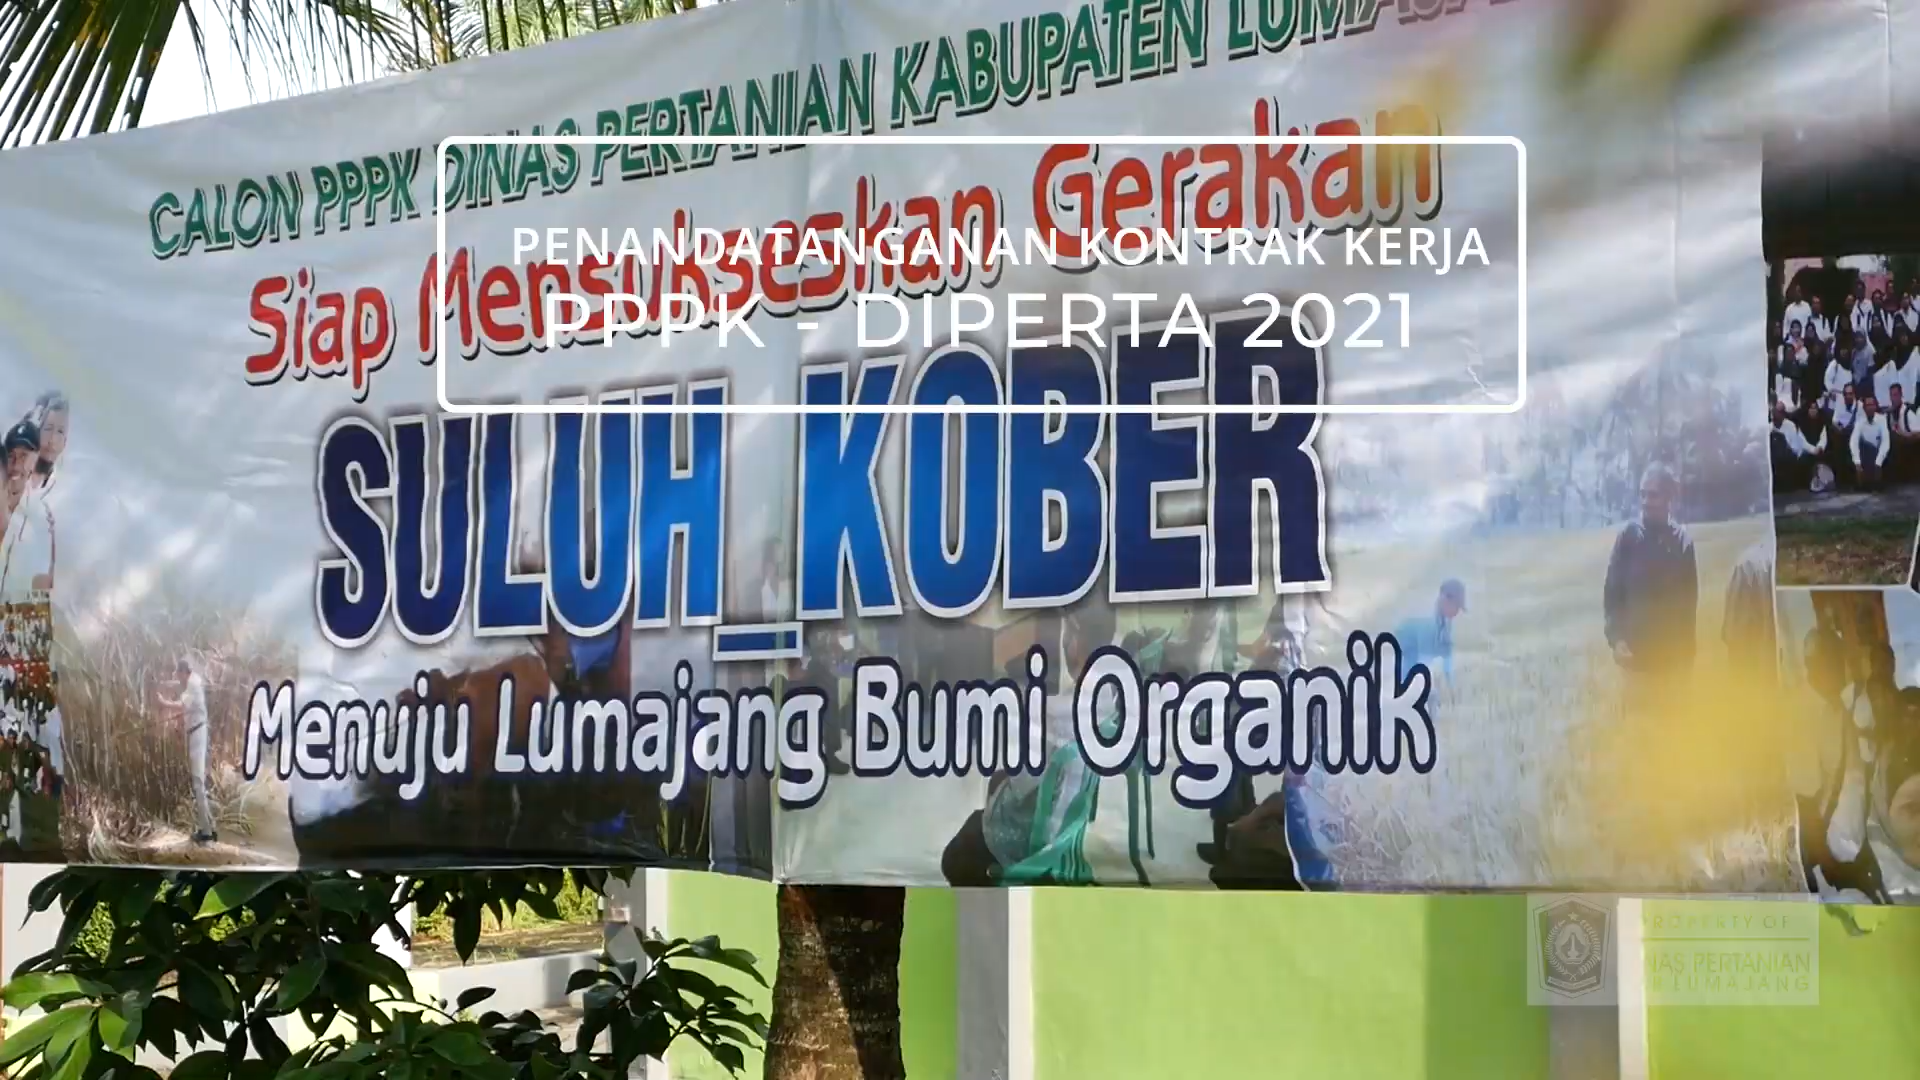 CALON PPPK DINAS PERTANIAN KABUPATEN
Siap Mensukseskan Gerakan
PENANDATANGANAN KONTRAK KERJA
PPPK - DIPERTA 2021
SULUH_KOBER
Menuju Lumajang Bumi Organik
PROPERTY OF
PERTANIAN
LUMAJANG